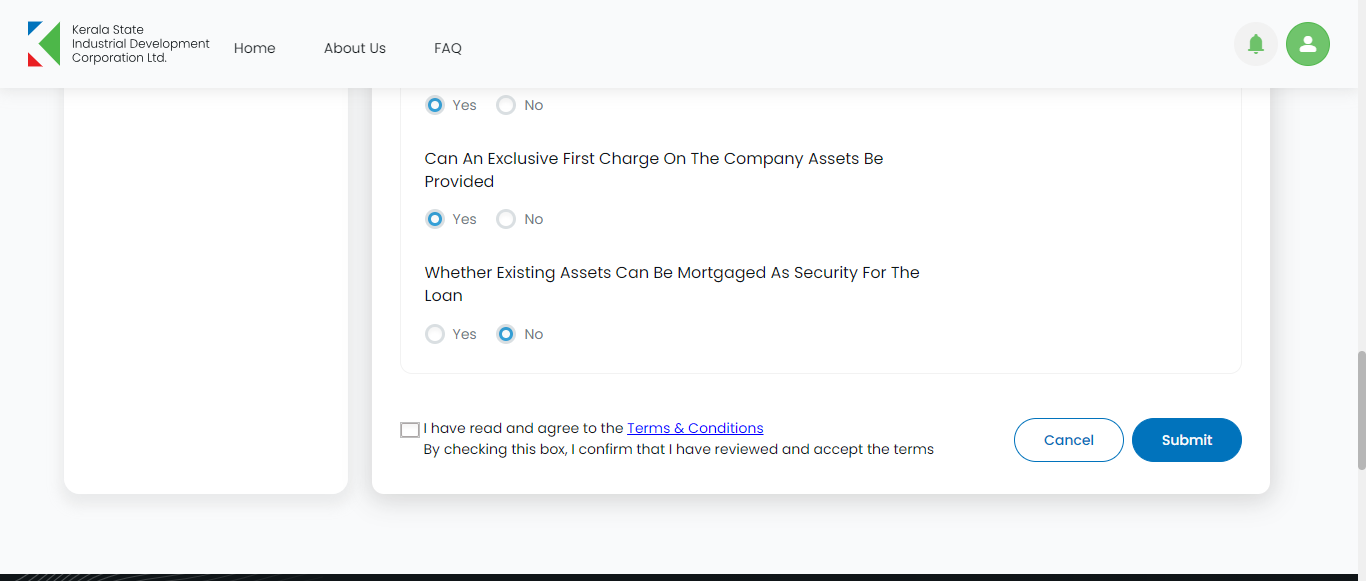 Kerala State
Industrial Development
Corporation Ltd.
Home
About Us
FAQ
Yes
No
Can An Exclusive First Charge On The Company Assets Be
Provided
Yes
No
Whether Existing Assets Can Be Mortgaged As Security For The
Loan
Yes
No
I have read and agree to the Terms & Conditions
By checking this box, I confirm that I have reviewed and accept the terms
Cancel
Submit